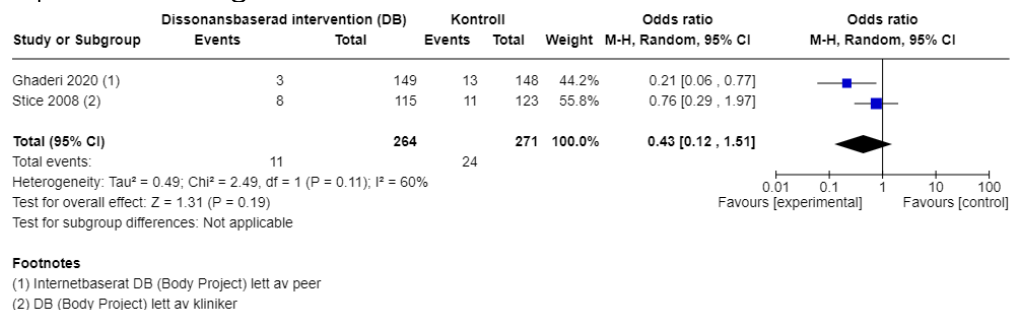 Dissonansbaserad intervention (DB) Kontroll Odds ratio Odds ratio
Study or Subgroup Events Total Events Total Weight M-H, Random, 95% CI M-H, Random, 95% CI
Ghaderi 2020 (1) 3 149 13 148 44.2% 0.21 [0.06 , 0.77]
Stice 2008 (2) 8 115 11 123 55.8% 0.76 [0.29 , 1.97]
Total (95% CI) 264 271 100.0% 0.43 [0.12 , 1.51]
Total events: 11 24
Heterogeneity: Tau² = 0.49; Chi² = 2.49, df = 1 (P = 0.11); I² = 60%
Test for overall effect: Z = 1.31 (P = 0.19)
Test for subgroup differences: Not applicable
0.01 0.1 1 10 100
Favours [experimental] Favours [control]
Footnotes
(1) Internetbaserat DB (Body Project) lett av peer
(2) DB (Body Project) lett av kliniker